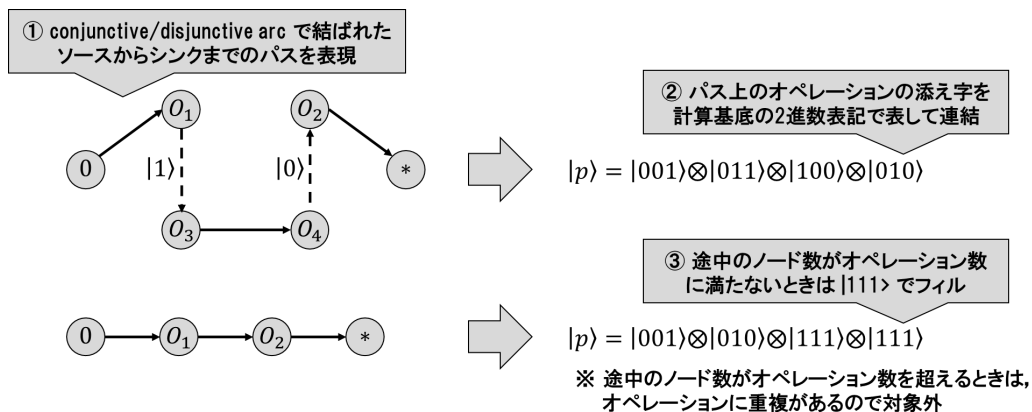 ① conjunctive/disjunctive arc で結ばれた
ソースからシンクまでのパスを表現
0
O₁
O₂
*
|1⟩
|0⟩
O₃
O₄
② パス上のオペレーションの添え字を
計算基底の2進数表記で表して連結
|p⟩ = |001⟩⊗|011⟩⊗|100⟩⊗|010⟩
③ 途中のノード数がオペレーション数
に満たないときは |111> でフィル
0
O₁
O₂
*
|p⟩ = |001⟩⊗|010⟩⊗|111⟩⊗|111⟩
※ 途中のノード数がオペレーション数を超えるときは,
オペレーションに重複があるので対象外